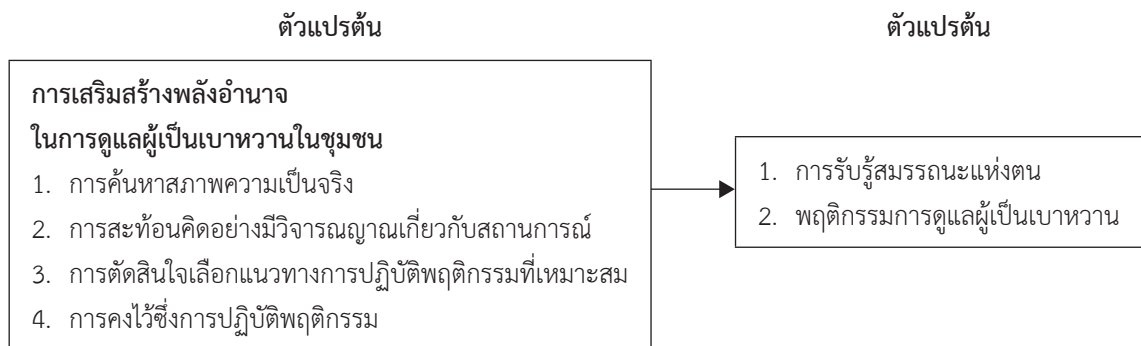 ตัวแปรต้น
การเสริมสร้างพลังอำนาจ
ในการดูแลผู้เป็นเบาหวานในชุมชน
1. การค้นหาสภาพความเป็นจริง
2. การสะท้อนคิดอย่างมีวิจารณญาณเกี่ยวกับสถานการณ์
3. การตัดสินใจเลือกแนวทางการปฏิบัติพฤติกรรมที่เหมาะสม
4. การคงไว้ซึ่งการปฏิบัติพฤติกรรม
ตัวแปรต้น
1. การรับรู้สมรรถนะแห่งตน
2. พฤติกรรมการดูแลผู้เป็นเบาหวาน